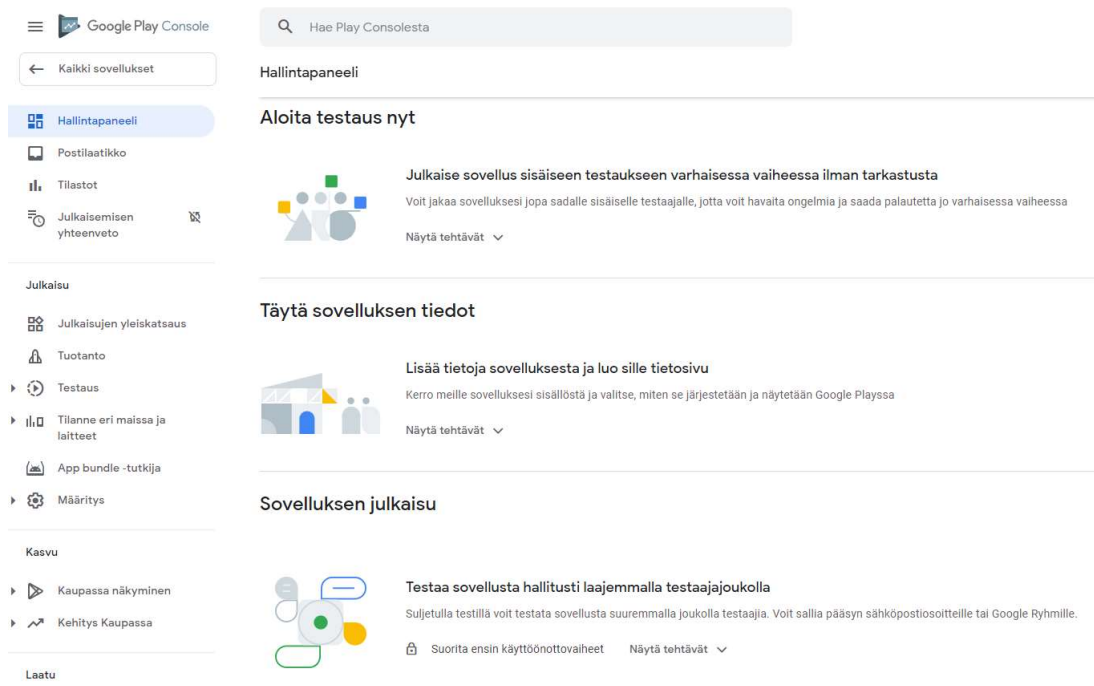 Google Play Console
Hae Play Consolesta
Kaikki sovellukset
Hallintapaneeli
Hallintapaneeli
Postilaatikko
Tilastot
Julkaisemisen
yhteenveto
Julkaisu
Julkaisujen yleiskatsaus
Tuotanto
Testaus
Tilanne eri maissa ja
laitteet
App bundle -tutkija
Määritys
Kasvu
Kaupassa näkyminen
Kehitys Kaupassa
Laatu
Aloita testaus nyt
Julkaise sovellus sisäiseen testaukseen varhaisessa vaiheessa ilman tarkastusta
Voit jakaa sovelluksesi jopa sadalle sisäiselle testaajalle, jotta voit havaita ongelmia ja saada palautetta jo varhaisessa vaiheessa
Näytä tehtävät
Täytä sovelluksen tiedot
Lisää tietoja sovelluksesta ja luo sille tietosivu
Kerro meille sovelluksesi sisällöstä ja valitse, miten se järjestetään ja näytetään Google Playssa
Näytä tehtävät
Sovelluksen julkaisu
Testaa sovellusta hallitusti laajemmalla testaajajoukolla
Suljetulla testillä voit testata sovellusta suuremmalla joukolla testaajia. Voit sallia pääsyn sähköpostiosoitteille tai Google Ryhmille.
Suorita ensin käyttöönottovaiheet Näytä tehtävät